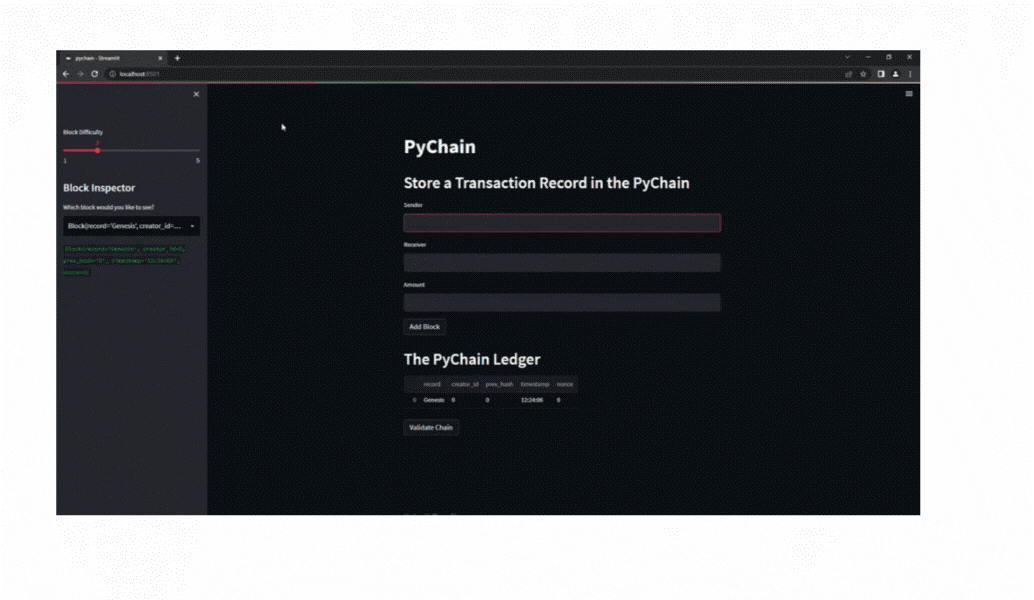 pychain · Streamlit
localhost:8501
Block Difficulty
2
1 5
Block Inspector
Which block would you like to see?
Block(record='Genesis', creator_id=...
Block(record='Genesis', creator_id=0,
prev_hash='0', timestamp='12:24:06',
nonce=0)
PyChain
Store a Transaction Record in the PyChain
Sender
Receiver
Amount
Add Block
The PyChain Ledger
record creator_id prev_hash timestamp nonce
0 Genesis 0 0 12:24:06 0
Validate Chain